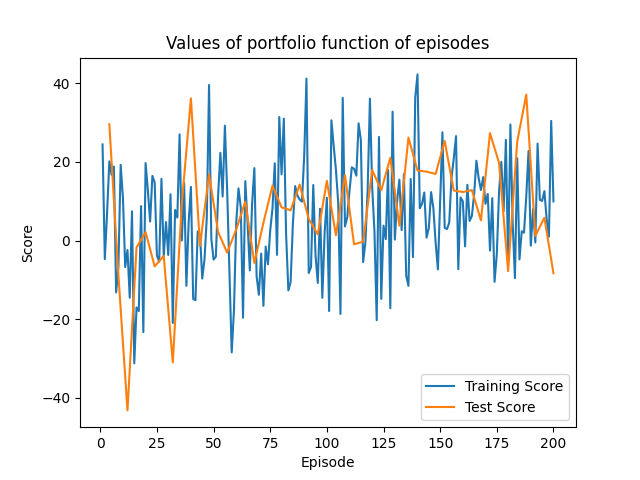 Values of portfolio function of episodes
40
20
0
−20
−40
Score
0 25 50 75 100 125 150 175 200
Episode
Training Score
Test Score